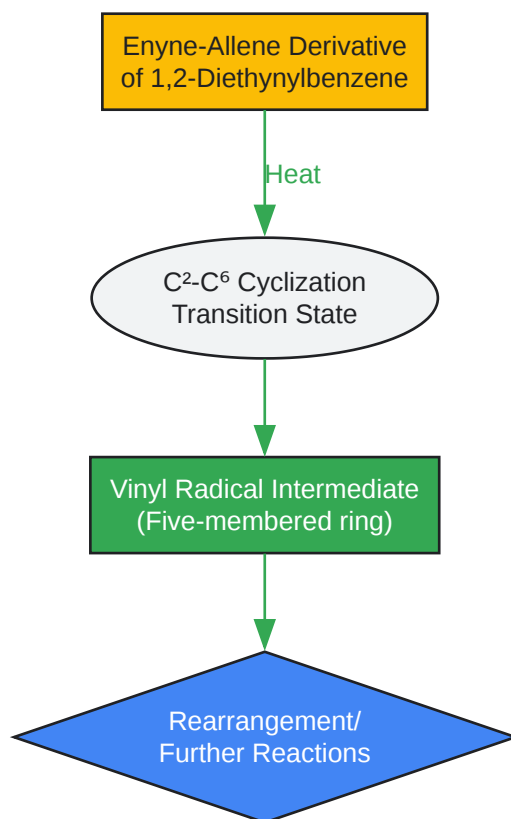 Enyne-Allene Derivative
of 1,2-Diethynylbenzene
Heat
C²-C⁶ Cyclization
Transition State
Vinyl Radical Intermediate
(Five-membered ring)
Rearrangement/
Further Reactions